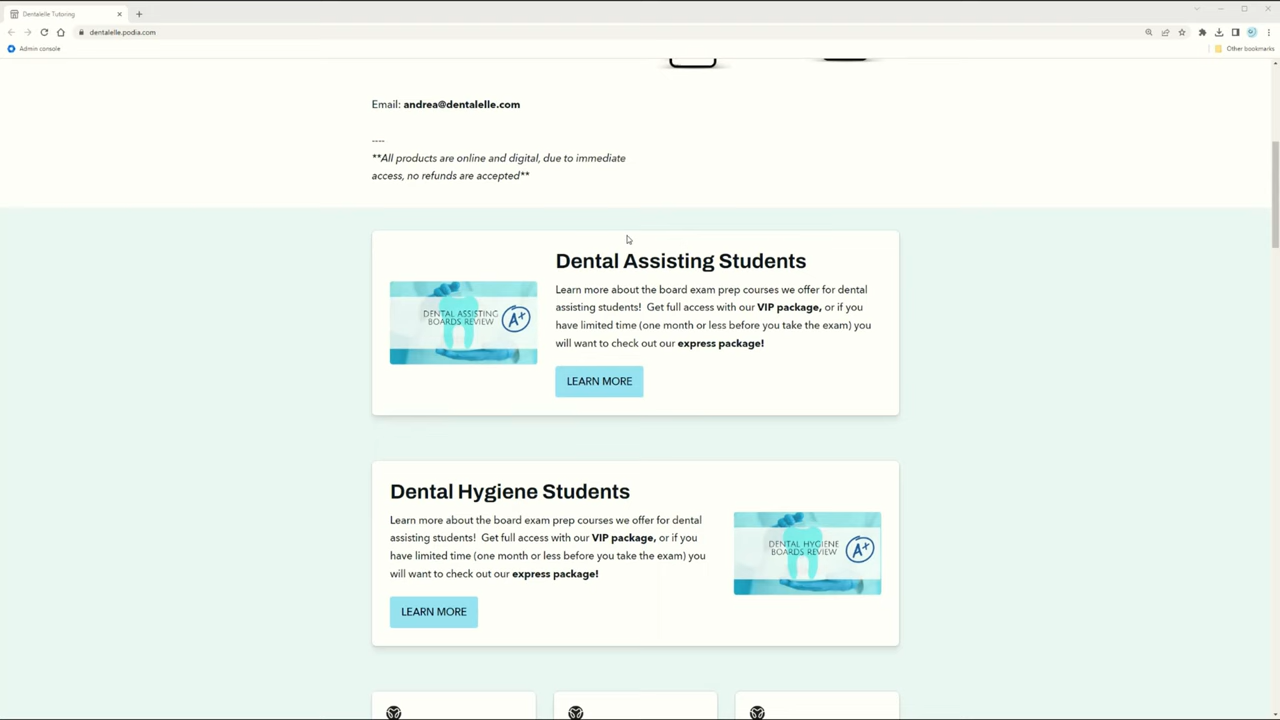 Dentalelle Tutoring
dentalelle.podia.com
Admin console
Other bookmarks
Email: andrea@dentalelle.com
----
**All products are online and digital, due to immediate
access, no refunds are accepted**
Dental Assisting Students
Learn more about the board exam prep courses we offer for dental
assisting students!  Get full access with our VIP package, or if you
have limited time (one month or less before you take the exam) you
will want to check out our express package!
LEARN MORE
DENTAL ASSISTING
BOARDS REVIEW
A+
Dental Hygiene Students
Learn more about the board exam prep courses we offer for dental
assisting students!  Get full access with our VIP package, or if you
have limited time (one month or less before you take the exam) you
will want to check out our express package!
LEARN MORE
DENTAL HYGIENE
BOARDS REVIEW
A+